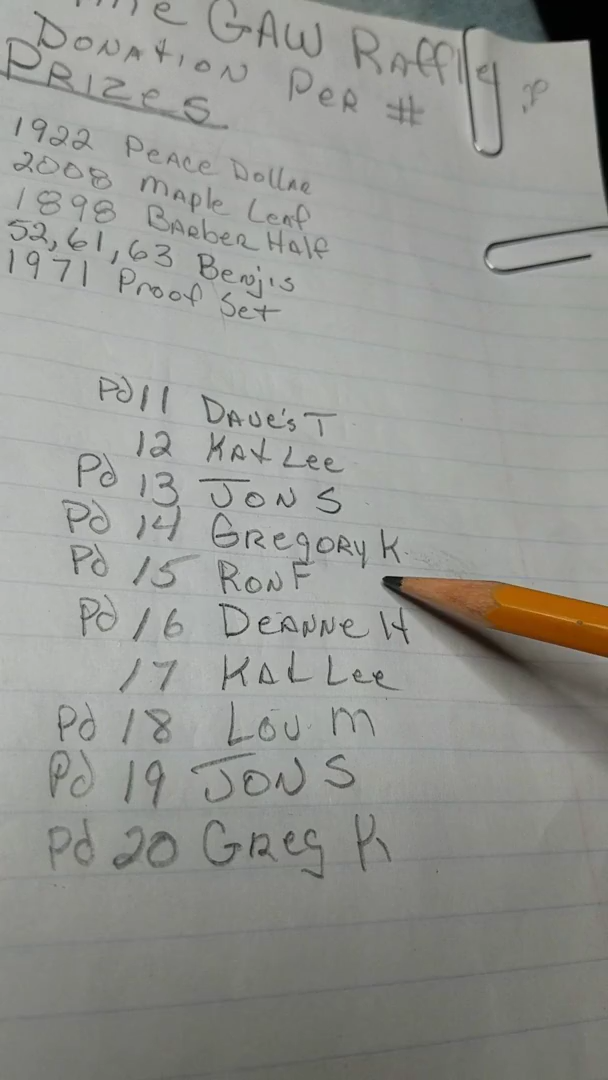 GAW Raffle
Donation Per #
Prizes
1922 Peace Dollar
2008 Maple Leaf
1898 Barber Half
52, 61, 63 Benjis
1971 Proof Set
Pd 11 Dave's T
12 Kal Lee
Pd 13 Jon S
Pd 14 Gregory K
Pd 15 Ron F
Pd 16 Deanne H
17 Kal Lee
Pd 18 Lou M
Pd 19 Jon S
Pd 20 Greg K